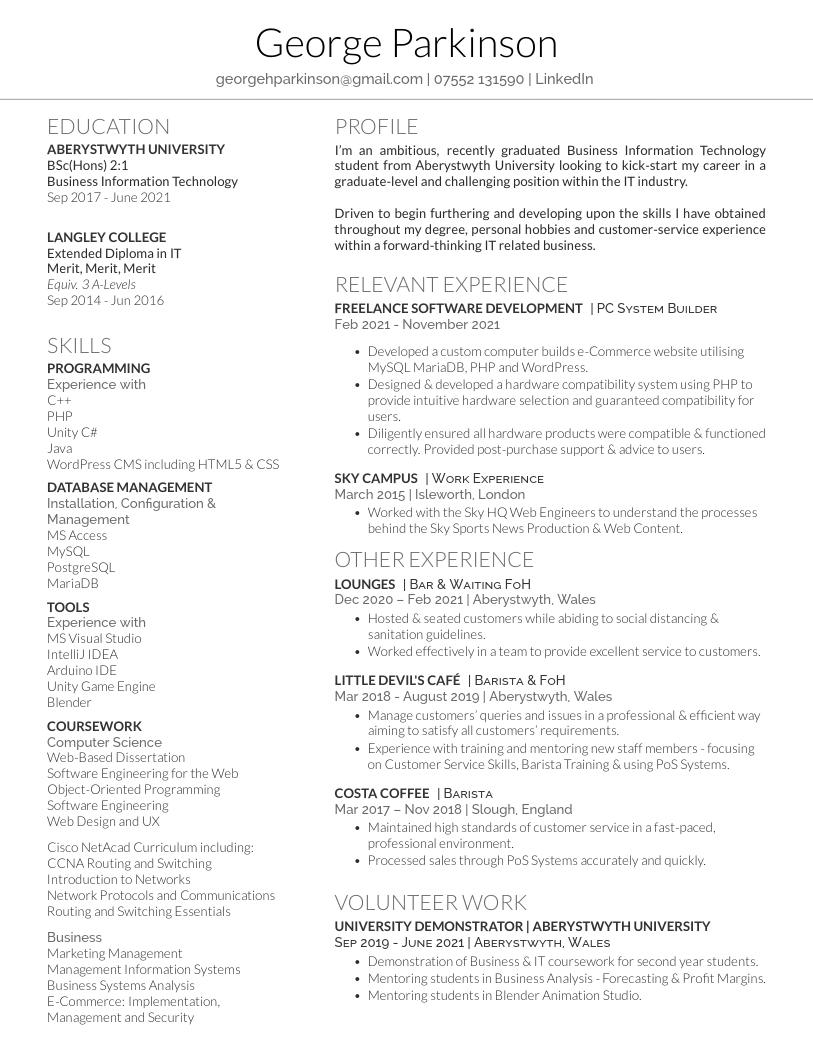 George Parkinson
georgehparkinson@gmail.com | 07552 131590 | LinkedIn
EDUCATION
ABERYSTWYTH UNIVERSITY
BSc(Hons) 2:1
Business Information Technology
Sep 2017 - June 2021
LANGLEY COLLEGE
Extended Diploma in IT
Merit, Merit, Merit
Equiv. 3 A-Levels
Sep 2014 - Jun 2016
SKILLS
PROGRAMMING
Experience with
C++
PHP
Unity C#
Java
WordPress CMS including HTML5 & CSS
DATABASE MANAGEMENT
Installation, Configuration &
Management
MS Access
MySQL
PostgreSQL
MariaDB
TOOLS
Experience with
MS Visual Studio
IntelliJ IDEA
Arduino IDE
Unity Game Engine
Blender
COURSEWORK
Computer Science
Web-Based Dissertation
Software Engineering for the Web
Object-Oriented Programming
Software Engineering
Web Design and UX
Cisco NetAcad Curriculum including:
CCNA Routing and Switching
Introduction to Networks
Network Protocols and Communications
Routing and Switching Essentials
Business
Marketing Management
Management Information Systems
Business Systems Analysis
E-Commerce: Implementation,
Management and Security
PROFILE
I'm an ambitious, recently graduated Business Information Technology
student from Aberystwyth University looking to kick-start my career in a
graduate-level and challenging position within the IT industry.
Driven to begin furthering and developing upon the skills I have obtained
throughout my degree, personal hobbies and customer-service experience
within a forward-thinking IT related business.
RELEVANT EXPERIENCE
FREELANCE SOFTWARE DEVELOPMENT | PC System Builder
Feb 2021 - November 2021
• Developed a custom computer builds e-Commerce website utilising
MySQL MariaDB, PHP and WordPress.
• Designed & developed a hardware compatibility system using PHP to
provide intuitive hardware selection and guaranteed compatibility for
users.
• Diligently ensured all hardware products were compatible & functioned
correctly. Provided post-purchase support & advice to users.
SKY CAMPUS | Work Experience
March 2015 | Isleworth, London
• Worked with the Sky HQ Web Engineers to understand the processes
behind the Sky Sports News Production & Web Content.
OTHER EXPERIENCE
LOUNGES | Bar & Waiting FoH
Dec 2020 – Feb 2021 | Aberystwyth, Wales
• Hosted & seated customers while abiding to social distancing &
sanitation guidelines.
• Worked effectively in a team to provide excellent service to customers.
LITTLE DEVIL'S CAFÉ | Barista & FoH
Mar 2018 - August 2019 | Aberystwyth, Wales
• Manage customers' queries and issues in a professional & efficient way
aiming to satisfy all customers' requirements.
• Experience with training and mentoring new staff members - focusing
on Customer Service Skills, Barista Training & using PoS Systems.
COSTA COFFEE | Barista
Mar 2017 – Nov 2018 | Slough, England
• Maintained high standards of customer service in a fast-paced,
professional environment.
• Processed sales through PoS Systems accurately and quickly.
VOLUNTEER WORK
UNIVERSITY DEMONSTRATOR | ABERYSTWYTH UNIVERSITY
Sep 2019 - June 2021 | Aberystwyth, Wales
• Demonstration of Business & IT coursework for second year students.
• Mentoring students in Business Analysis - Forecasting & Profit Margins.
• Mentoring students in Blender Animation Studio.